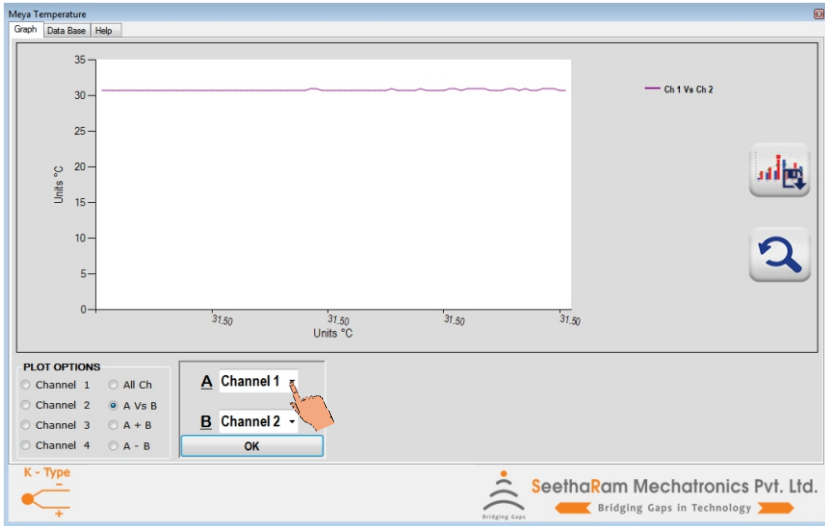 Meya Temperature
Graph Data Base Help
35
30
25
20
15
10
5
0
Units °C
31.50 31.50 31.50 31.50
Units °C
Ch 1 Vs Ch 2
PLOT OPTIONS
Channel 1 All Ch
Channel 2 A Vs B
Channel 3 A + B
Channel 4 A - B
A Channel 1
B Channel 2
OK
K - Type
−
+
Bridging Gaps
SeethaRam Mechatronics Pvt. Ltd.
Bridging Gaps in Technology